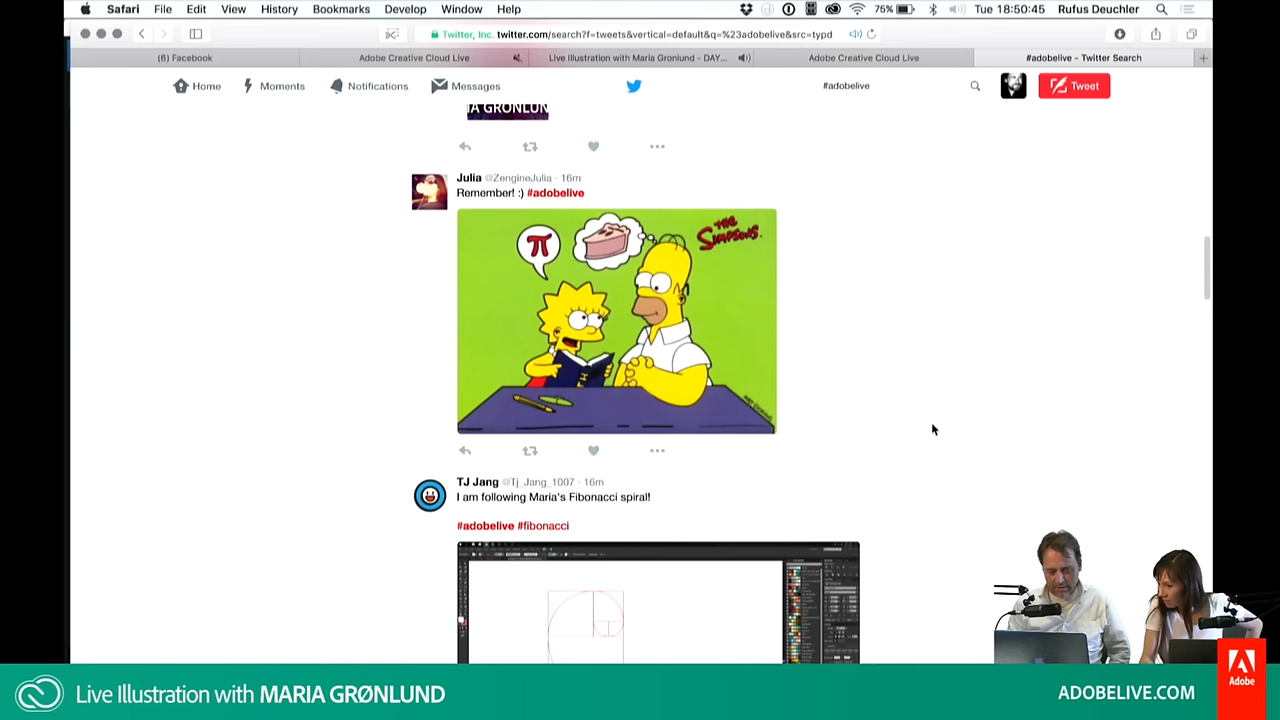 Safari File Edit View History Bookmarks Develop Window Help 75% Tue 18:50:45 Rufus Deuchler
Twitter, Inc. twitter.com/search?f=tweets&vertical=default&q=%23adobelive&src=typd
(6) Facebook Adobe Creative Cloud Live Live Illustration with Maria Gronlund - DAY... Adobe Creative Cloud Live #adobelive - Twitter Search
Home Moments Notifications Messages #adobelive Tweet
IA GRØNLUN
Julia @ZengineJulia · 16m
Remember! :) #adobelive
π
THE
SIMPSONS
TJ Jang @Tj_Jang_1007 · 16m
I am following Maria's Fibonacci spiral!
#adobelive #fibonacci
Live Illustration with MARIA GRØNLUND
ADOBELIVE.COM
Adobe